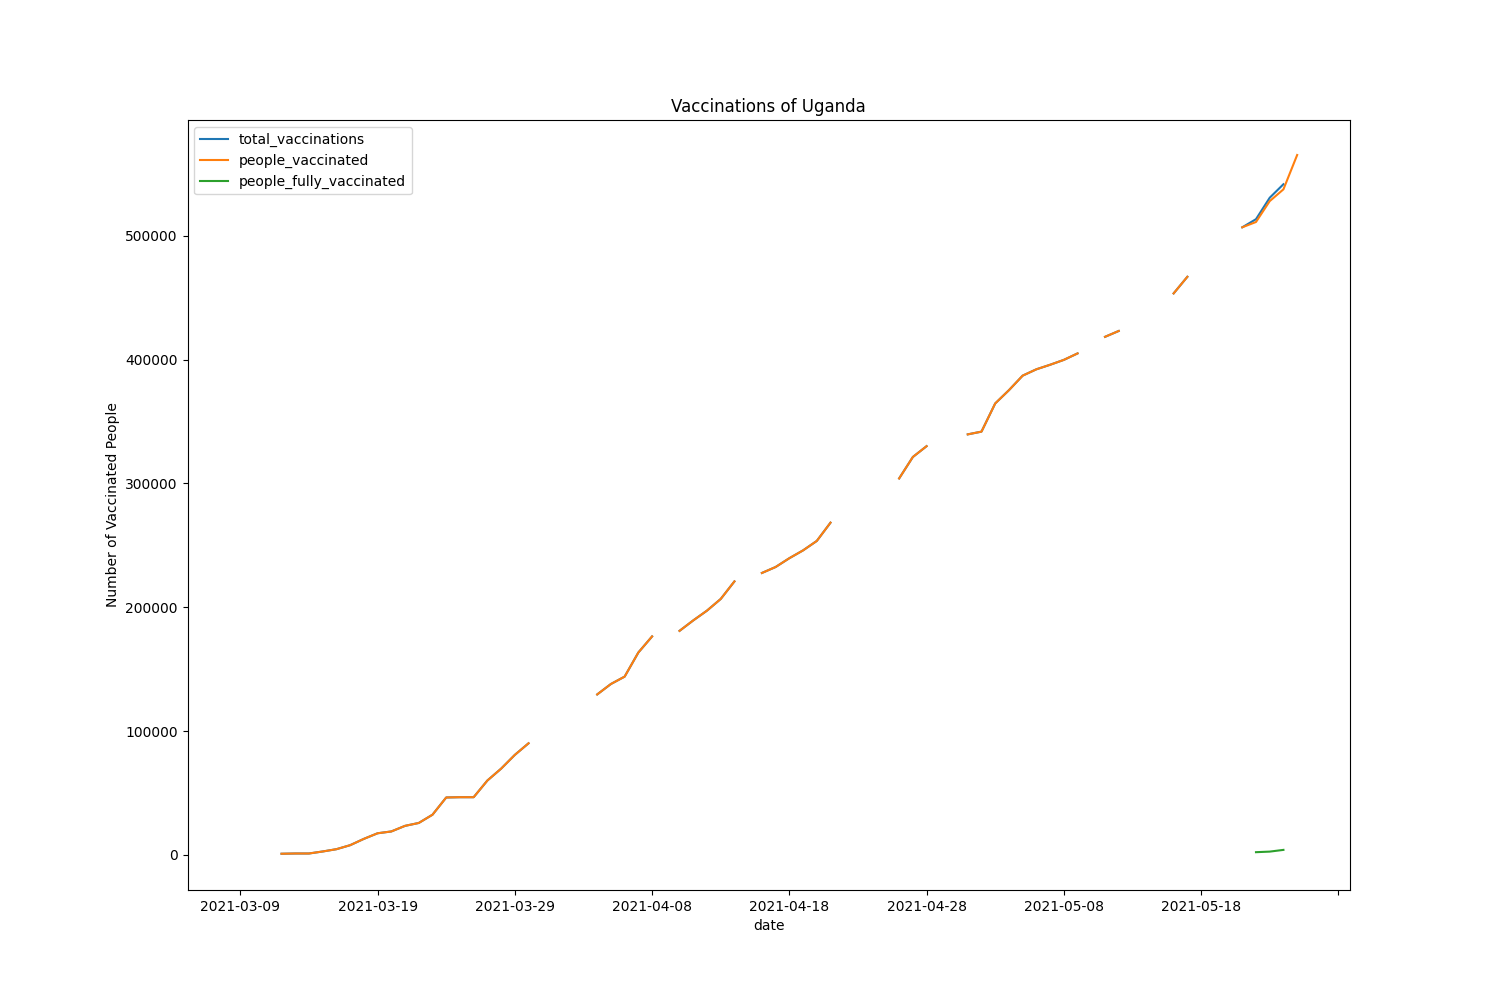 Vaccinations of Uganda
total_vaccinations
people_vaccinated
people_fully_vaccinated
Number of Vaccinated People
500000
400000
300000
200000
100000
0
2021-03-09 2021-03-19 2021-03-29 2021-04-08 2021-04-18 2021-04-28 2021-05-08 2021-05-18
date